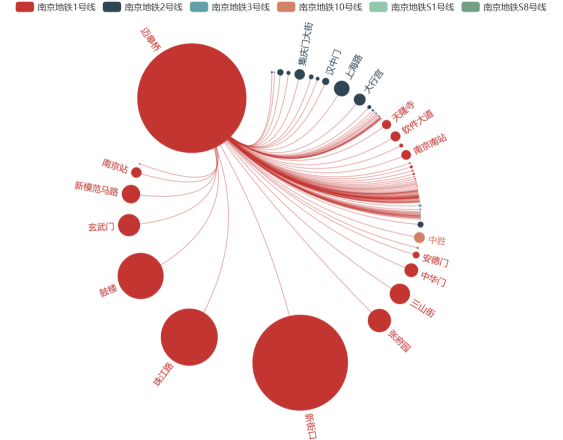 南京地铁1号线 南京地铁2号线 南京地铁3号线 南京地铁10号线 南京地铁S1号线 南京地铁S8号线
迈皋桥
集庆门大街
汉中门
上海路
大行宫
天隆寺
软件大道
南京南站
中胜
安德门
中华门
三山街
张府园
新街口
珠江路
鼓楼
玄武门
新模范马路
南京站